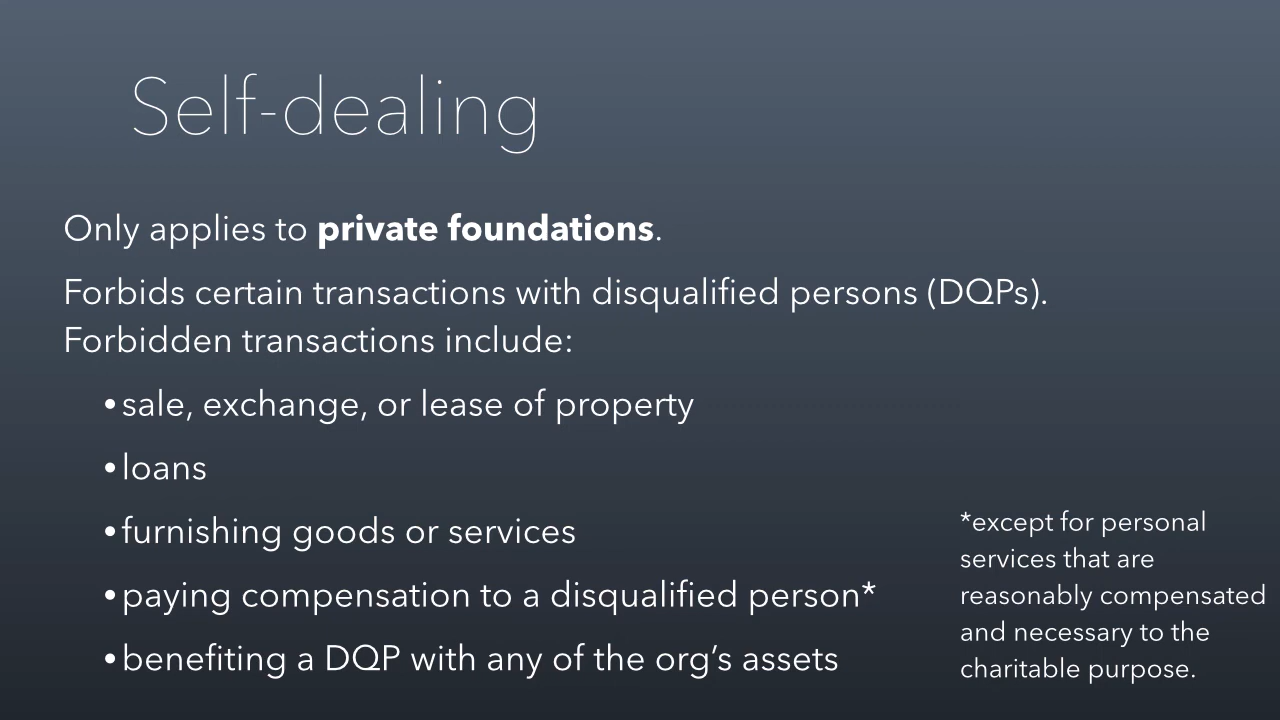 Self-dealing
Only applies to private foundations.
Forbids certain transactions with disqualified persons (DQPs).
Forbidden transactions include:
•sale, exchange, or lease of property
•loans
•furnishing goods or services
•paying compensation to a disqualified person*
•benefiting a DQP with any of the org’s assets
*except for personal
services that are
reasonably compensated
and necessary to the
charitable purpose.